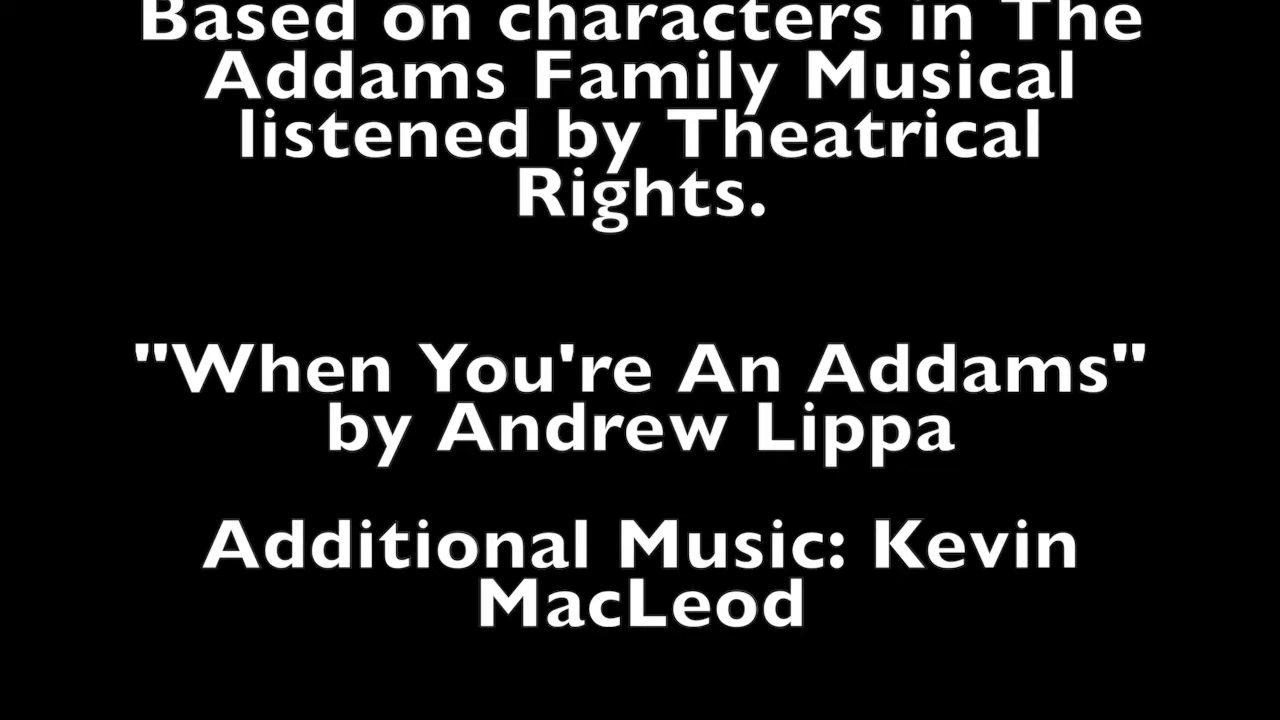 Based on characters in The
Addams Family Musical
listened by Theatrical
Rights.
"When You're An Addams"
by Andrew Lippa
Additional Music: Kevin
MacLeod